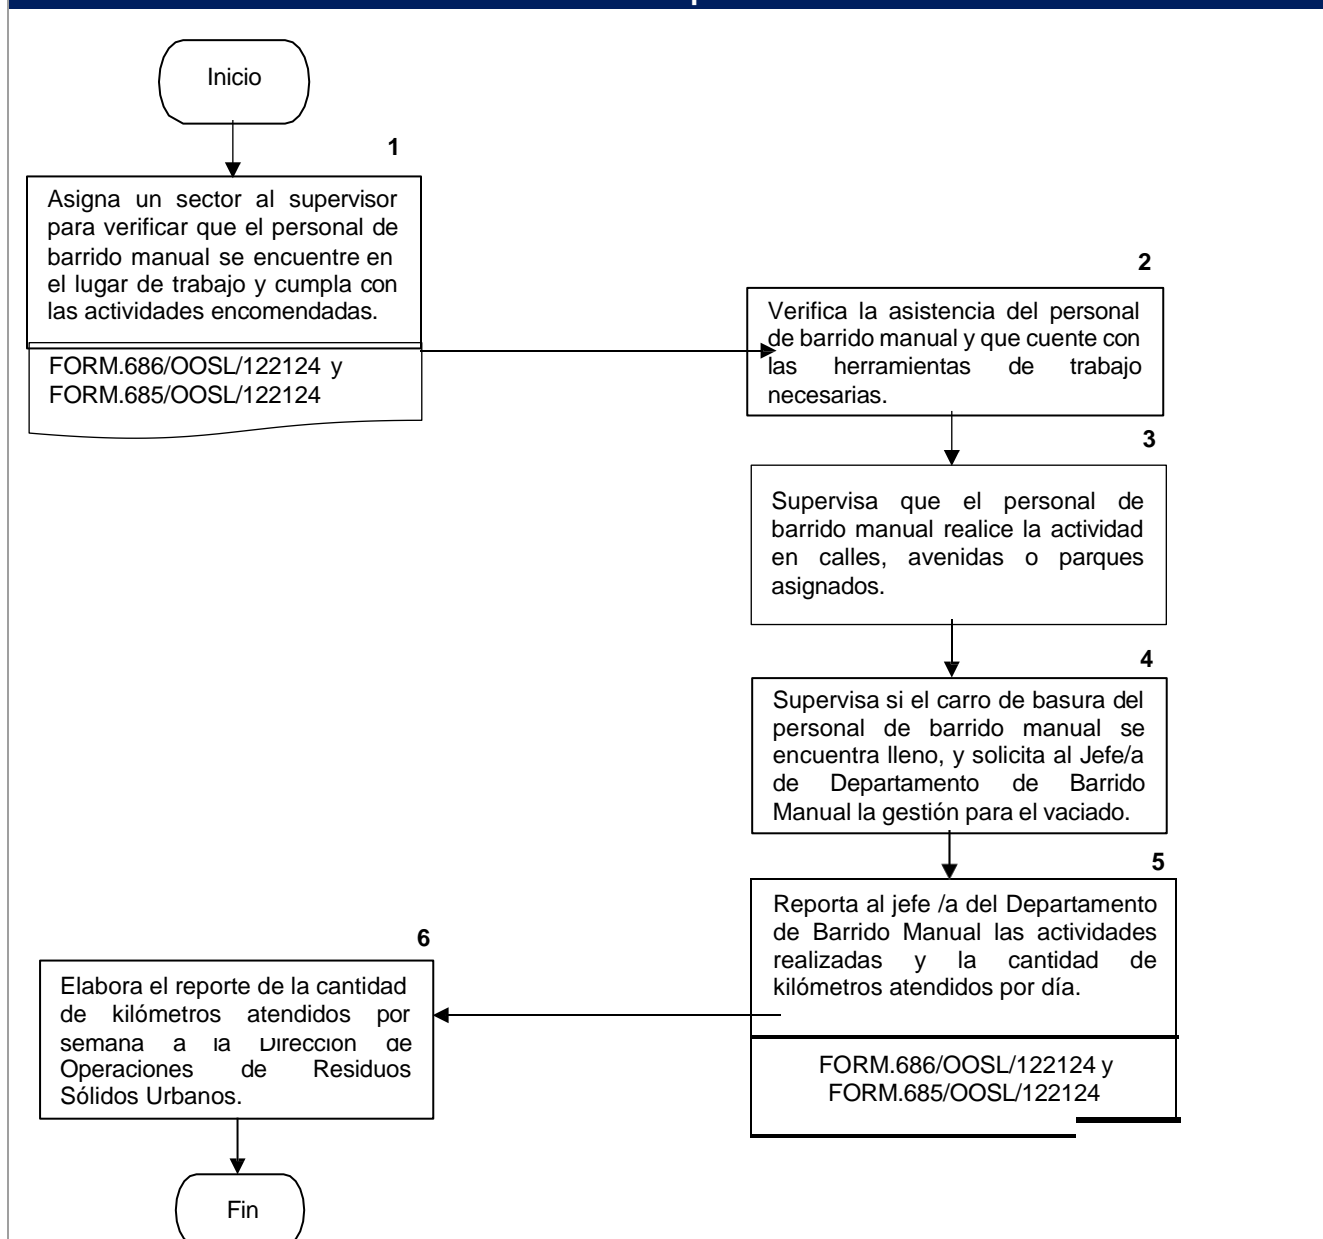 Inicio
1
Asigna un sector al supervisor
para verificar que el personal de
barrido manual se encuentre en
el lugar de trabajo y cumpla con
las actividades encomendadas.
FORM.686/OOSL/122124 y
FORM.685/OOSL/122124
2
Verifica la asistencia del personal
de barrido manual y que cuente con
las herramientas de trabajo
necesarias.
3
Supervisa que el personal de
barrido manual realice la actividad
en calles, avenidas o parques
asignados.
4
Supervisa si el carro de basura del
personal de barrido manual se
encuentra lleno, y solicita al Jefe/a
de Departamento de Barrido
Manual la gestión para el vaciado.
5
Reporta al jefe /a del Departamento
de Barrido Manual las actividades
realizadas y la cantidad de
kilómetros atendidos por día.
FORM.686/OOSL/122124 y
FORM.685/OOSL/122124
6
Elabora el reporte de la cantidad
de kilómetros atendidos por
semana a la Dirección de
Operaciones de Residuos
Sólidos Urbanos.
Fin